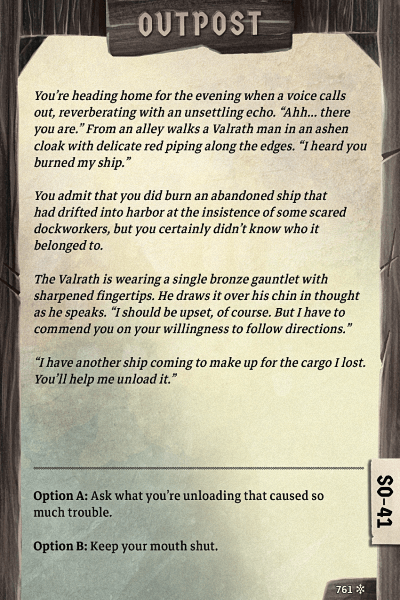 OUTPOST
You're heading home for the evening when a voice calls
out, reverberating with an unsettling echo. “Ahh... there
you are.” From an alley walks a Valrath man in an ashen
cloak with delicate red piping along the edges. “I heard you
burned my ship.”
You admit that you did burn an abandoned ship that
had drifted into harbor at the insistence of some scared
dockworkers, but you certainly didn't know who it
belonged to.
The Valrath is wearing a single bronze gauntlet with
sharpened fingertips. He draws it over his chin in thought
as he speaks. “I should be upset, of course. But I have to
commend you on your willingness to follow directions.”
“I have another ship coming to make up for the cargo I lost.
You'll help me unload it.”
Option A: Ask what you're unloading that caused so
much trouble.
Option B: Keep your mouth shut.
SO-41
761